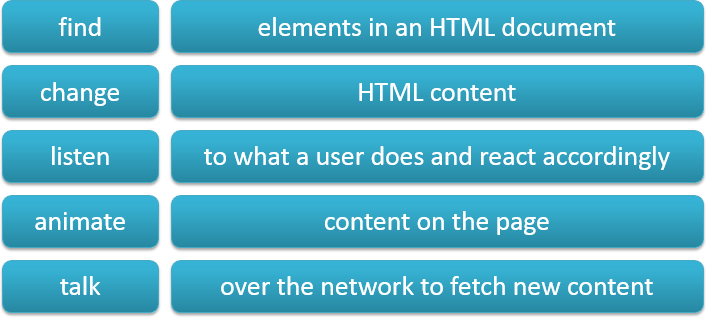 find elements in an HTML document
change HTML content
listen to what a user does and react accordingly
animate content on the page
talk over the network to fetch new content